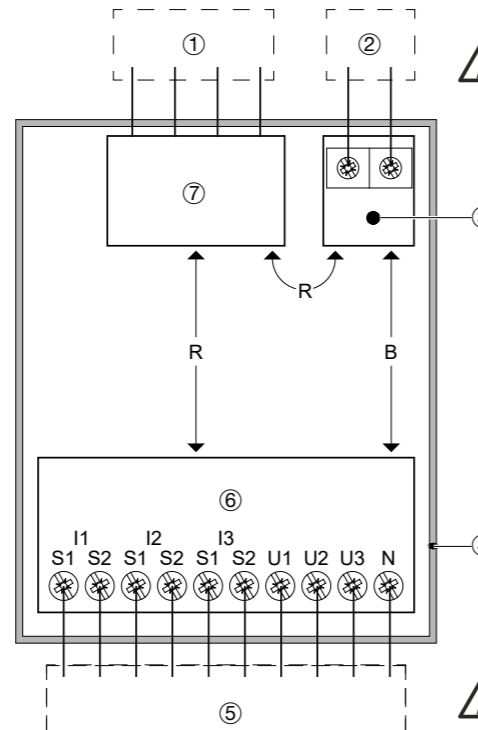 ① ②
⑦
R
R B
⑥
I1 I2 I3
S1 S2 S1 S2 S1 S2 U1 U2 U3 N
⑤